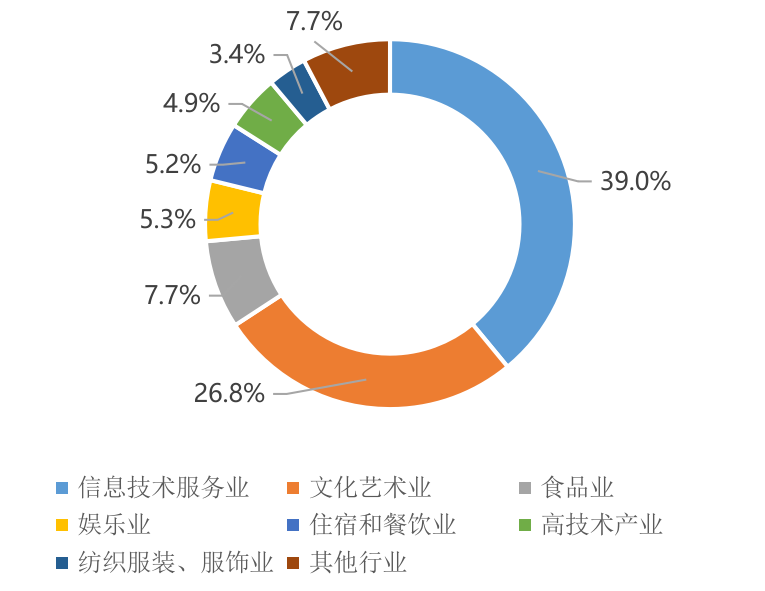 7.7%
3.4%
4.9%
5.2%
39.0%
5.3%
7.7%
26.8%
信息技术服务业 文化艺术业 食品业
娱乐业 住宿和餐饮业 高技术产业
纺织服装、服饰业 其他行业